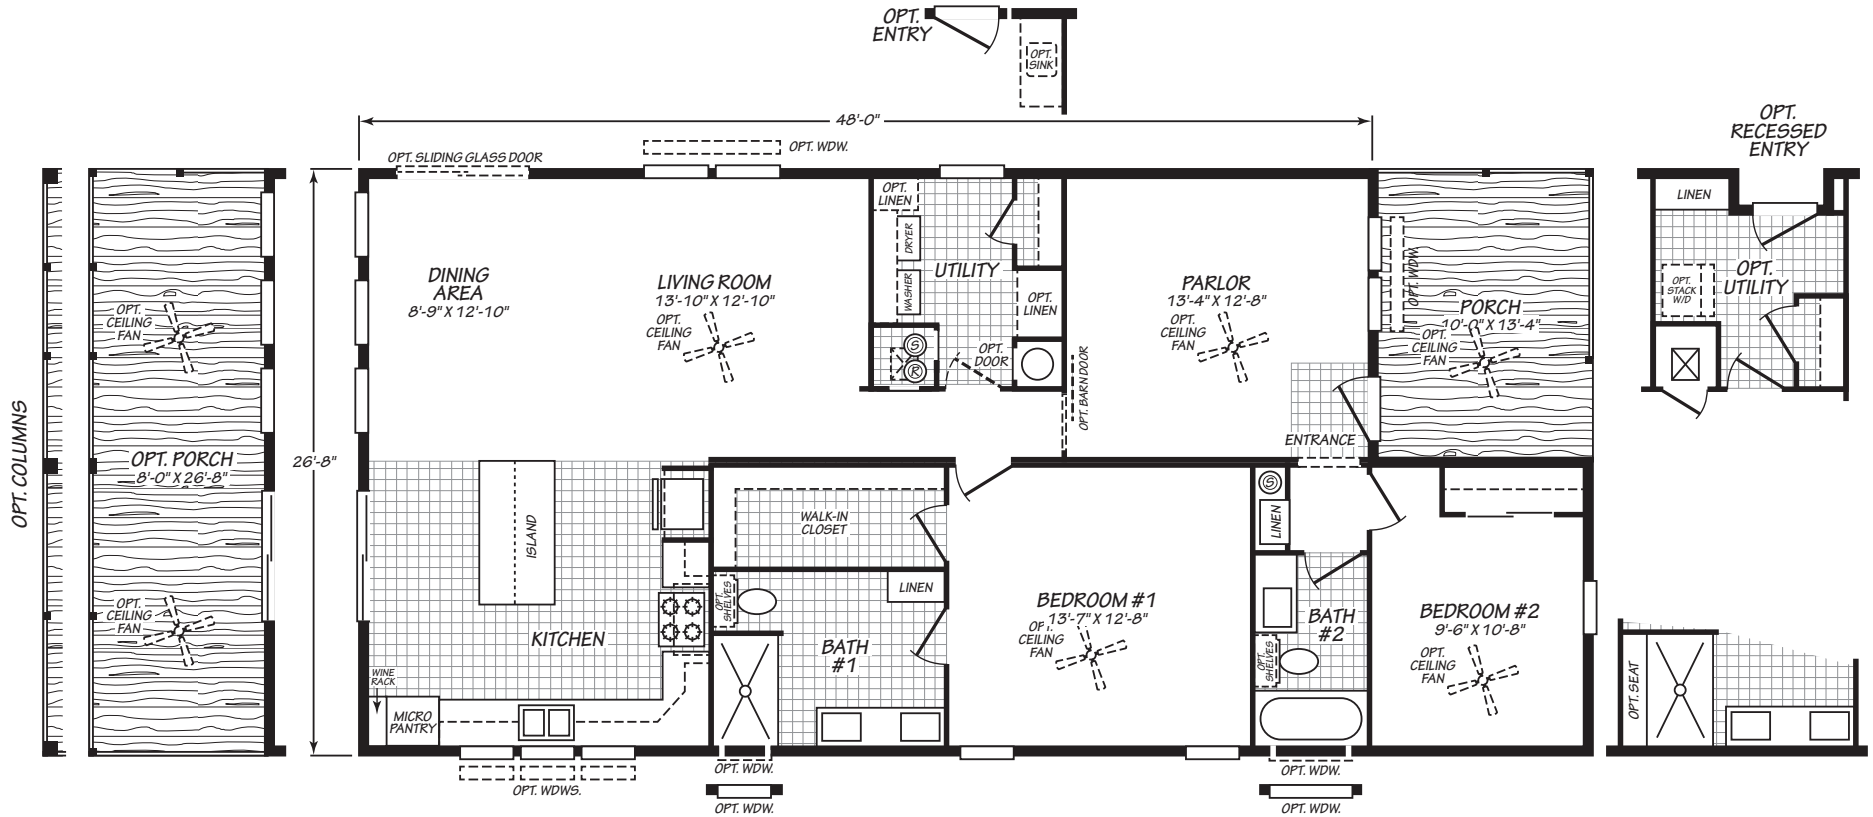 OPT.
ENTRY
OPT.
SINK
48'-0"
OPT. WDW.
OPT. SLIDING GLASS DOOR
OPT.
RECESSED
ENTRY
OPT.
LINEN
DRYER
WASHER
UTILITY
OPT.
LINEN
OPT.
DOOR
S
R
DINING
AREA
8'-9" X 12'-10"
LIVING ROOM
13'-10" X 12'-10"
OPT.
CEILING
FAN
PARLOR
13'-4" X 12'-8"
OPT.
CEILING
FAN
OPT. BARN DOOR
ENTRANCE
OPT. WDW.
PORCH
10'-0" X 13'-4"
OPT.
CEILING
FAN
LINEN
OPT.
STACK
W/D
OPT.
UTILITY
OPT. COLUMNS
OPT.
CEILING
FAN
OPT. PORCH
8'-0" X 26'-8"
OPT.
CEILING
FAN
26'-8"
ISLAND
KITCHEN
WINE
RACK
MICRO
PANTRY
OPT. WDWS.
WALK-IN
CLOSET
OPT.
SHELVES
LINEN
BATH
#1
OPT. WDW.
OPT. WDW.
BEDROOM #1
13'-7" X 12'-8"
OPT.
CEILING
FAN
S
LINEN
BATH
#2
OPT.
SHELVES
OPT. WDW.
OPT. WDW.
BEDROOM #2
9'-6" X 10'-8"
OPT.
CEILING
FAN
OPT. SEAT